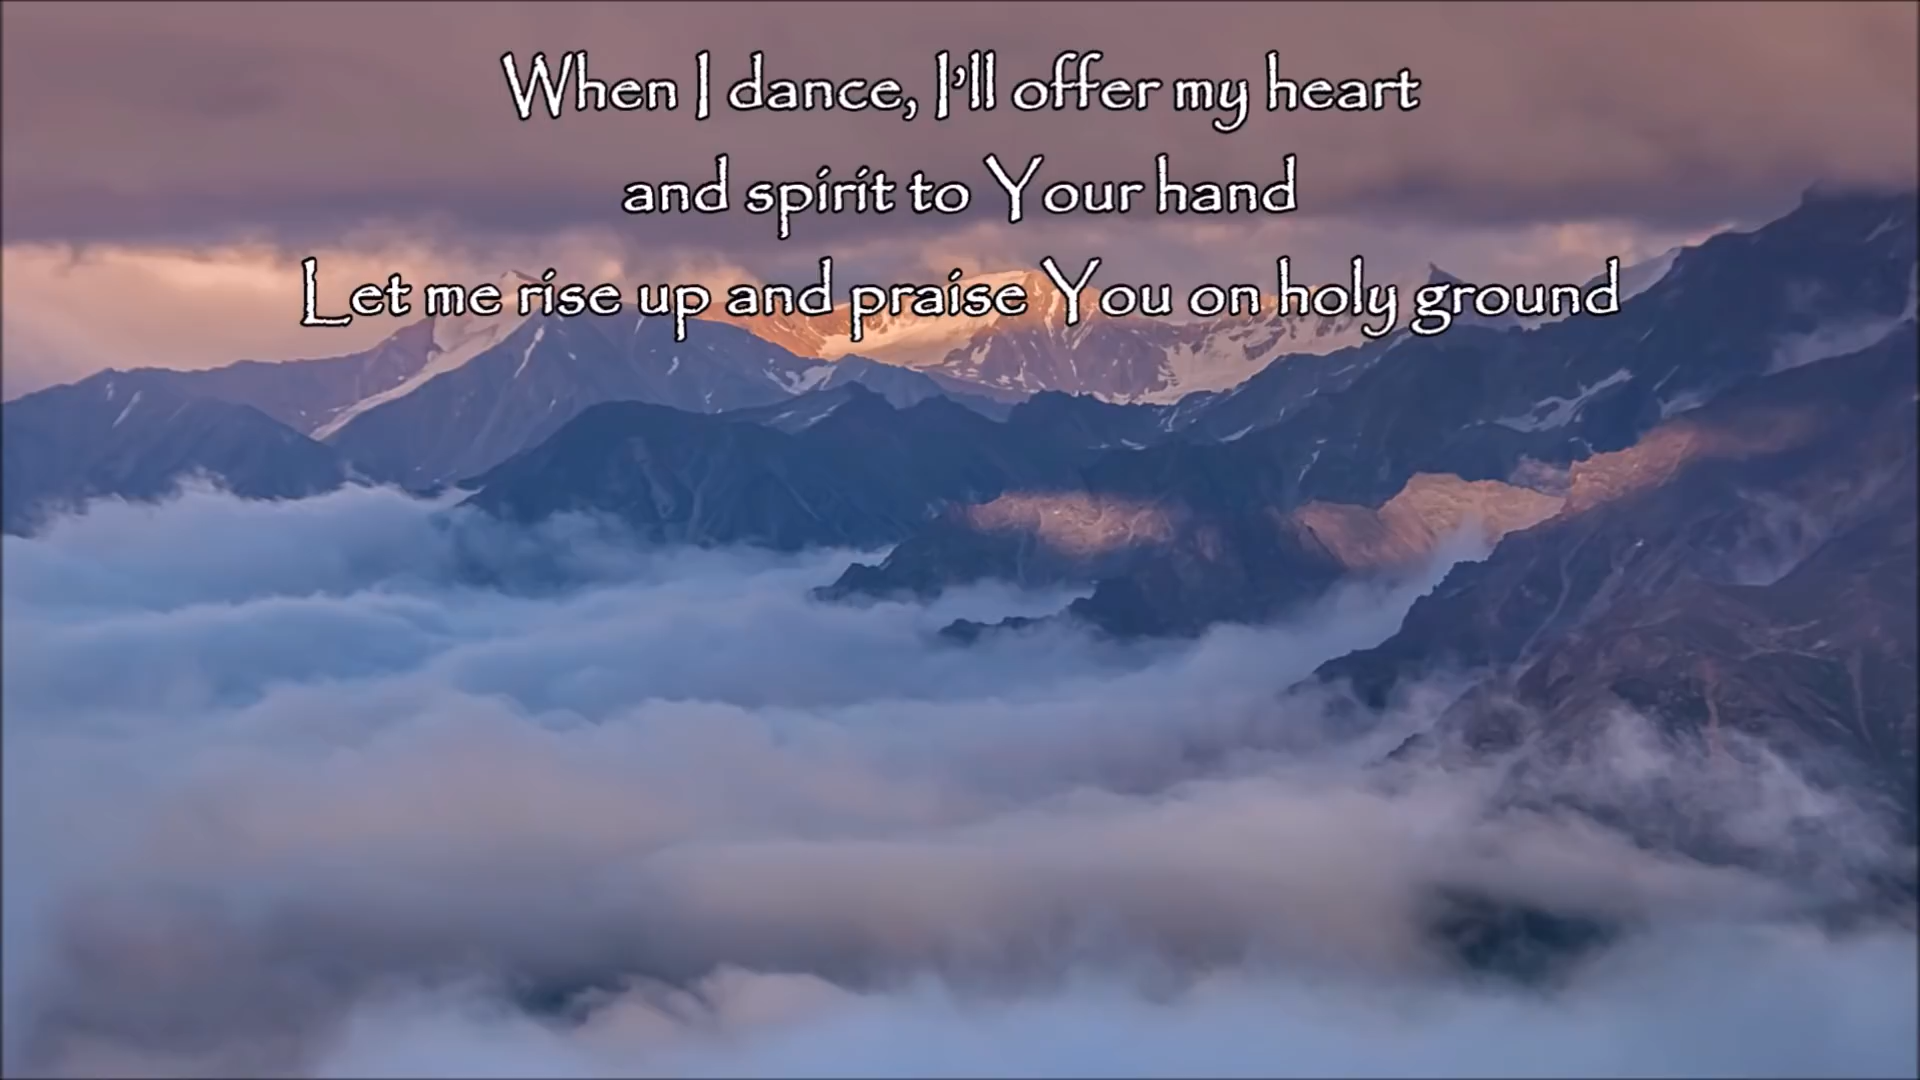 When I dance, I'll offer my heart
and spirit to Your hand
Let me rise up and praise You on holy ground